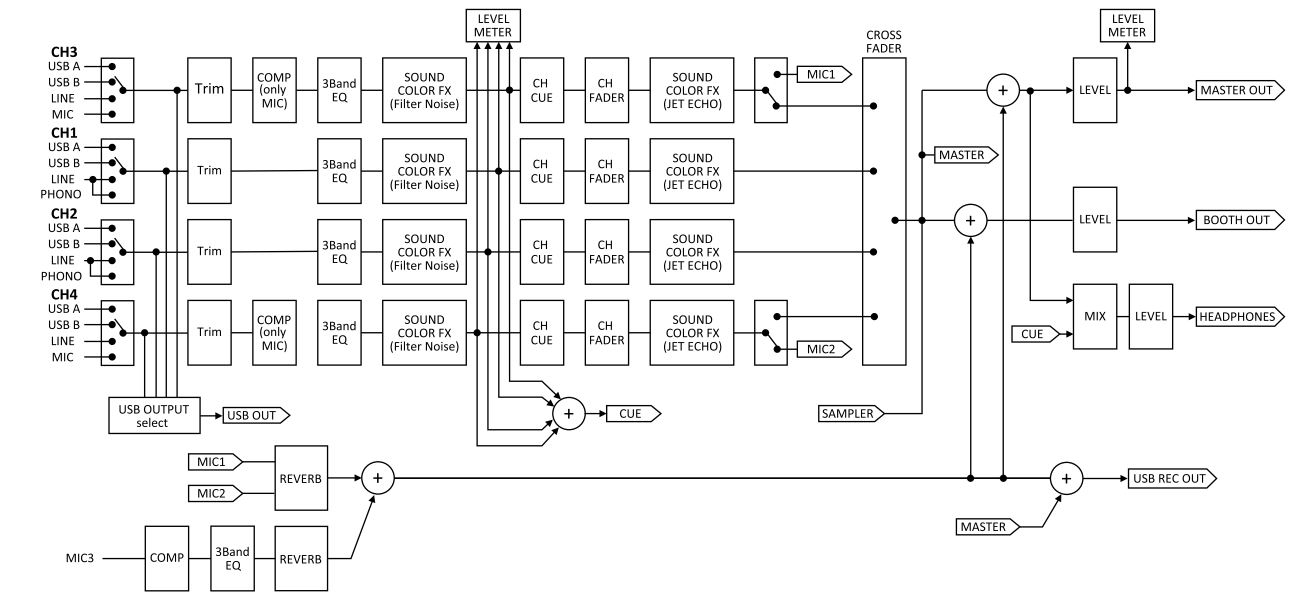 LEVEL
METER
LEVEL
METER
CROSS
FADER
CH3
USB A
USB B
LINE
MIC
Trim
COMP
(only
MIC)
3Band
EQ
SOUND
COLOR FX
(Filter Noise)
CH
CUE
CH
FADER
SOUND
COLOR FX
(JET ECHO)
MIC1
+
LEVEL
MASTER OUT
CH1
USB A
USB B
LINE
PHONO
Trim
3Band
EQ
SOUND
COLOR FX
(Filter Noise)
CH
CUE
CH
FADER
SOUND
COLOR FX
(JET ECHO)
MASTER
CH2
USB A
USB B
LINE
PHONO
Trim
3Band
EQ
SOUND
COLOR FX
(Filter Noise)
CH
CUE
CH
FADER
SOUND
COLOR FX
(JET ECHO)
+
LEVEL
BOOTH OUT
CH4
USB A
USB B
LINE
MIC
Trim
COMP
(only
MIC)
3Band
EQ
SOUND
COLOR FX
(Filter Noise)
CH
CUE
CH
FADER
SOUND
COLOR FX
(JET ECHO)
MIC2
CUE
MIX
LEVEL
HEADPHONES
USB OUTPUT
select
USB OUT
+
CUE
SAMPLER
MIC1
MIC2
REVERB
+
+
USB REC OUT
MASTER
MIC3
COMP
3Band
EQ
REVERB